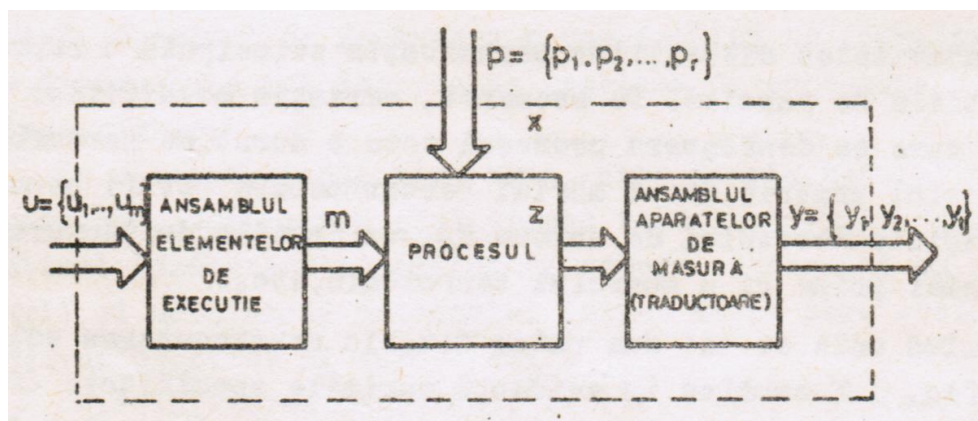 p= {p₁,p₂,...,pᵣ}
x
u={u₁,..,uₘ}
ANSAMBLUL
ELEMENTELOR
DE
EXECUTIE
m
PROCESUL
z
ANSAMBLUL
APARATELOR
DE
MASURA
(TRADUCTOARE)
y= { y₁, y₂,...,yₗ}